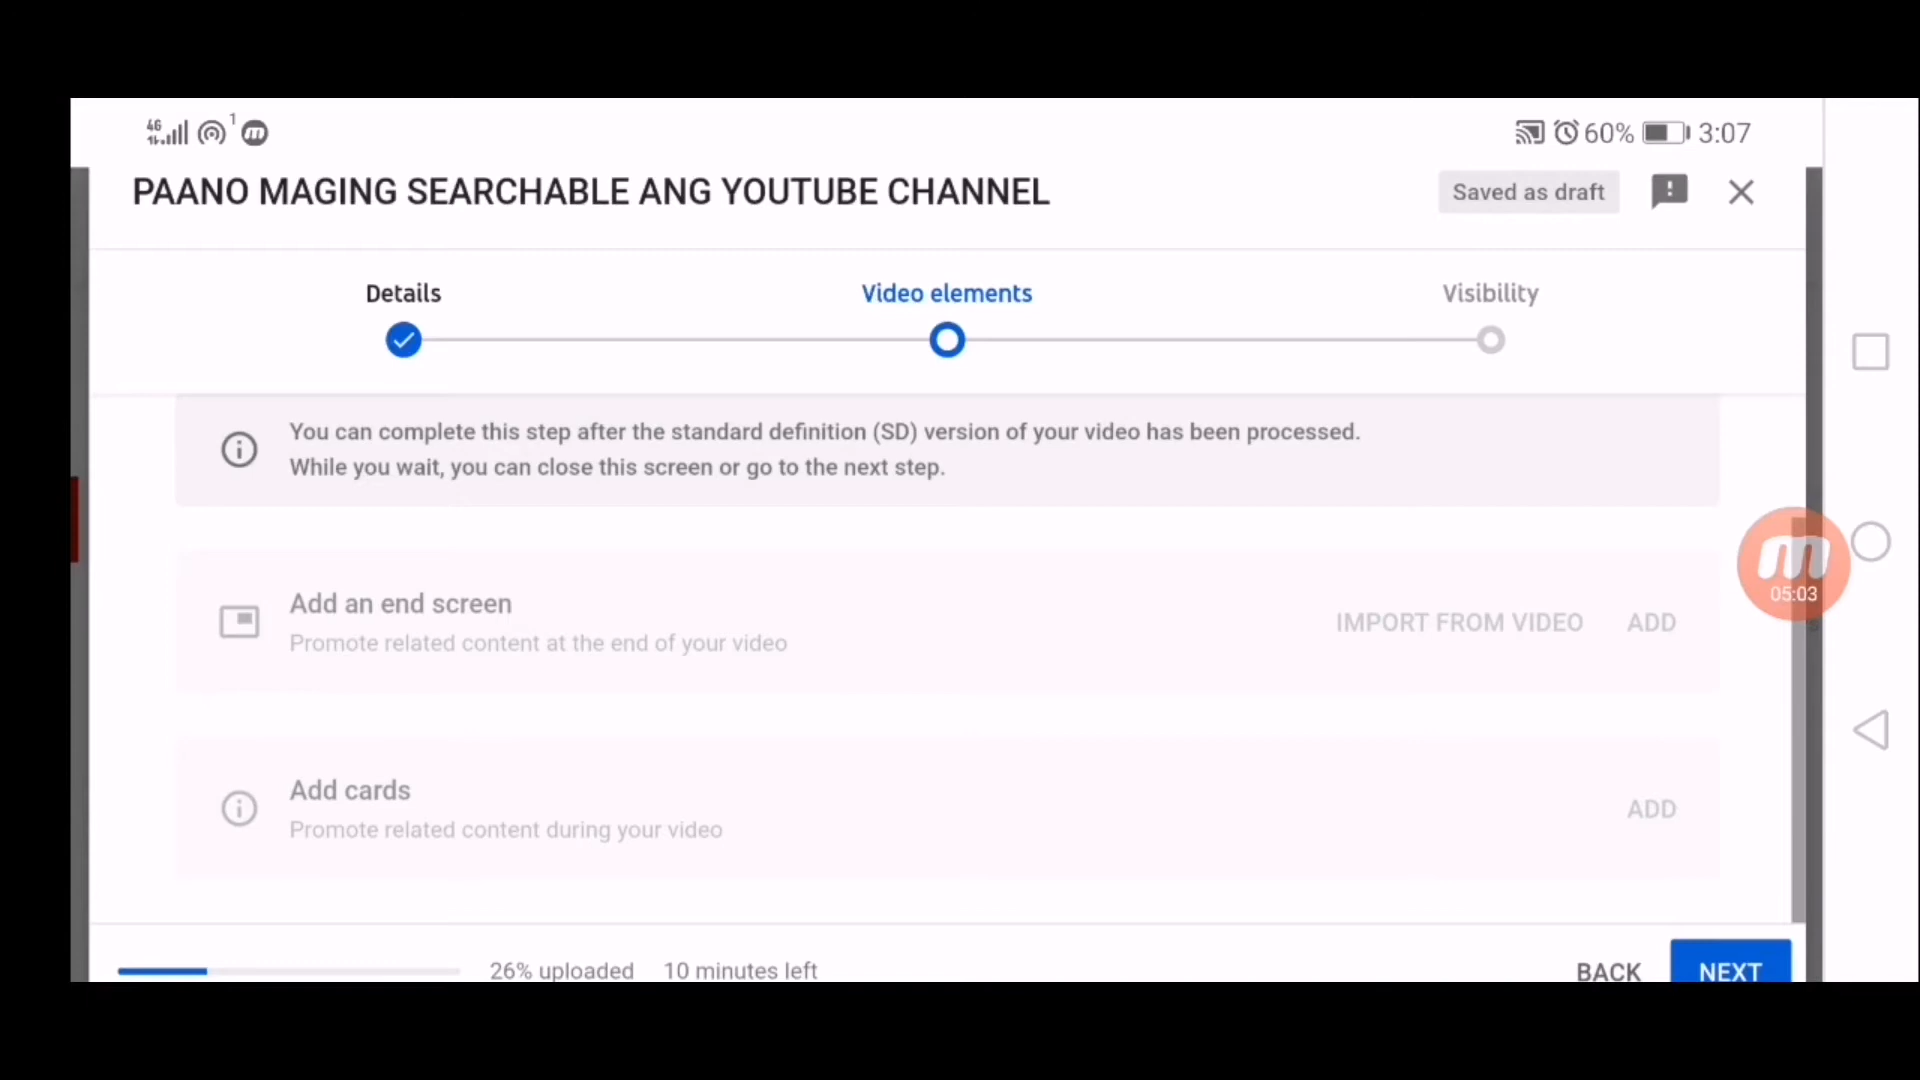 4G 1 60% 3:07
PAANO MAGING SEARCHABLE ANG YOUTUBE CHANNEL Saved as draft
Details Video elements Visibility
You can complete this step after the standard definition (SD) version of your video has been processed.
While you wait, you can close this screen or go to the next step.
Add an end screen
Promote related content at the end of your video
IMPORT FROM VIDEO ADD
05:03
Add cards
Promote related content during your video
ADD
26% uploaded 10 minutes left BACK NEXT